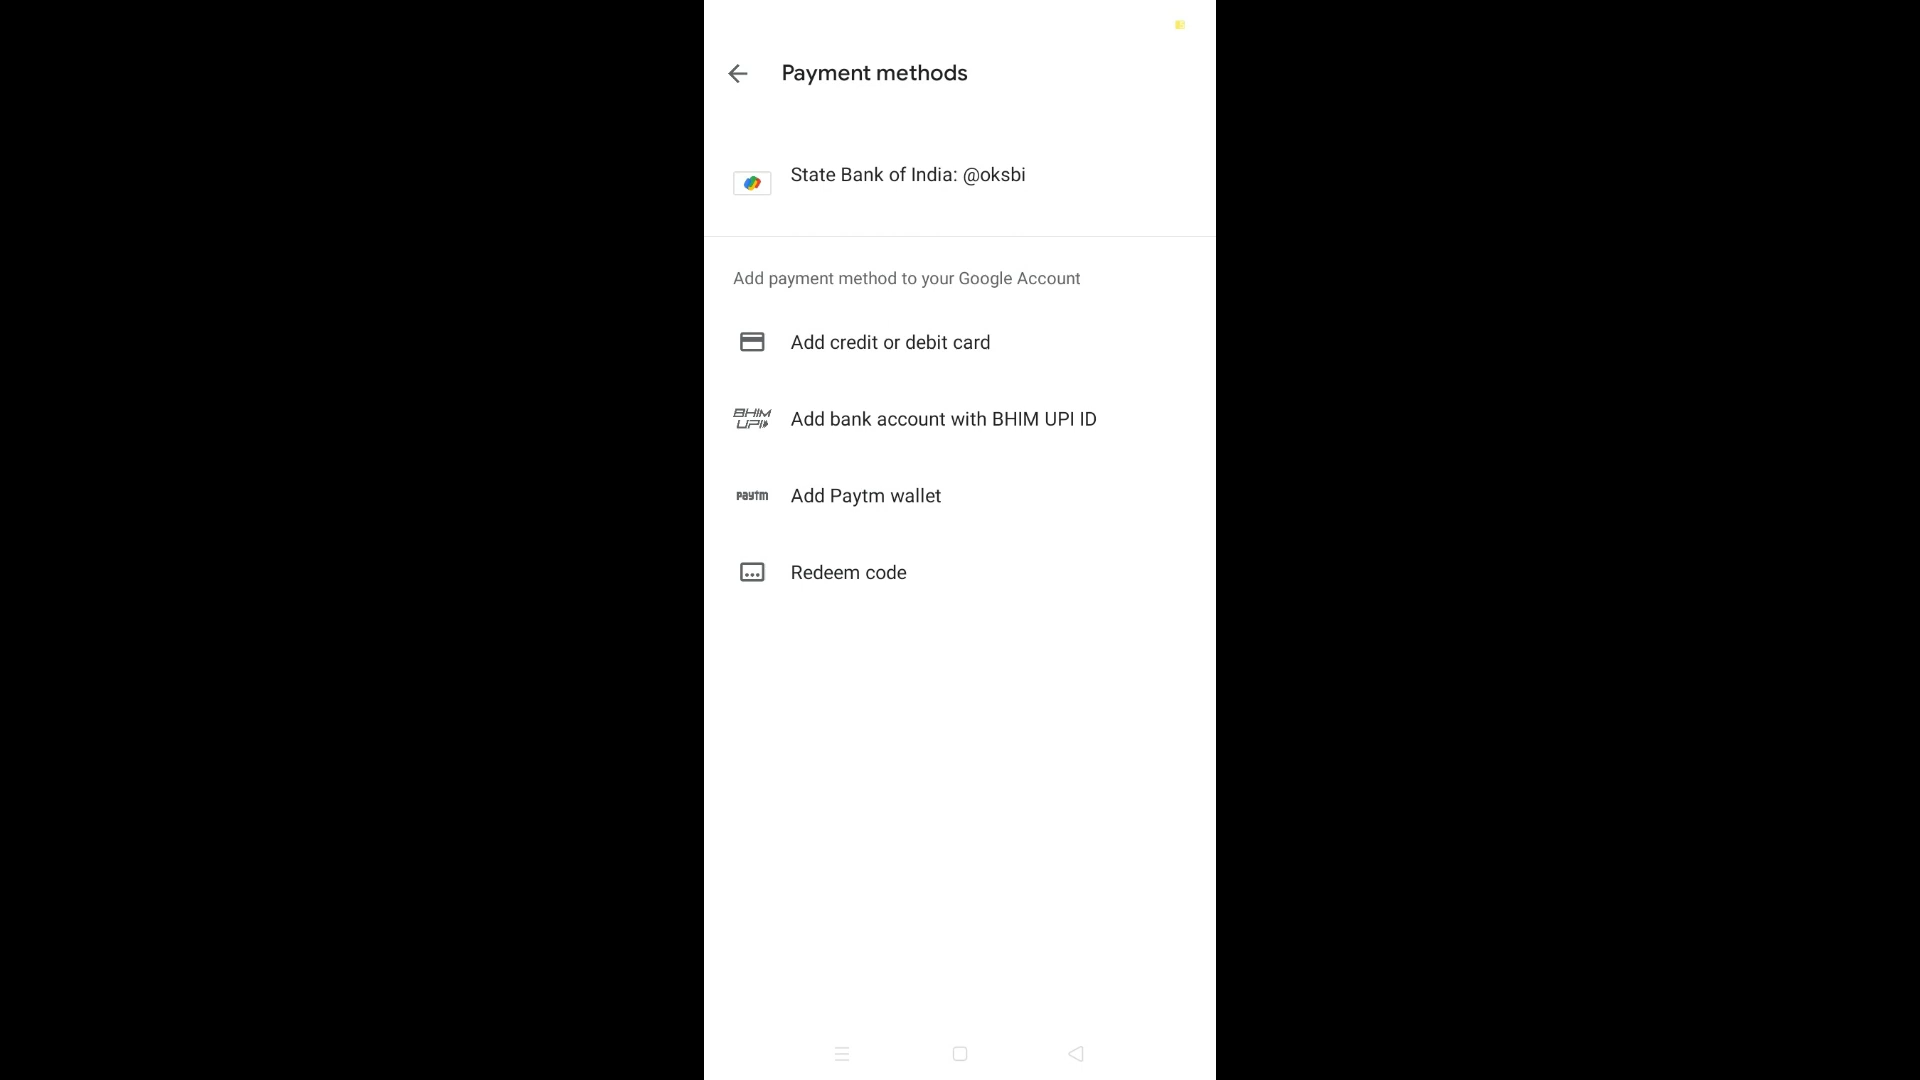 Payment methods
State Bank of India: @oksbi
Add payment method to your Google Account
Add credit or debit card
BHIM
UPI
Add bank account with BHIM UPI ID
paytm
Add Paytm wallet
Redeem code